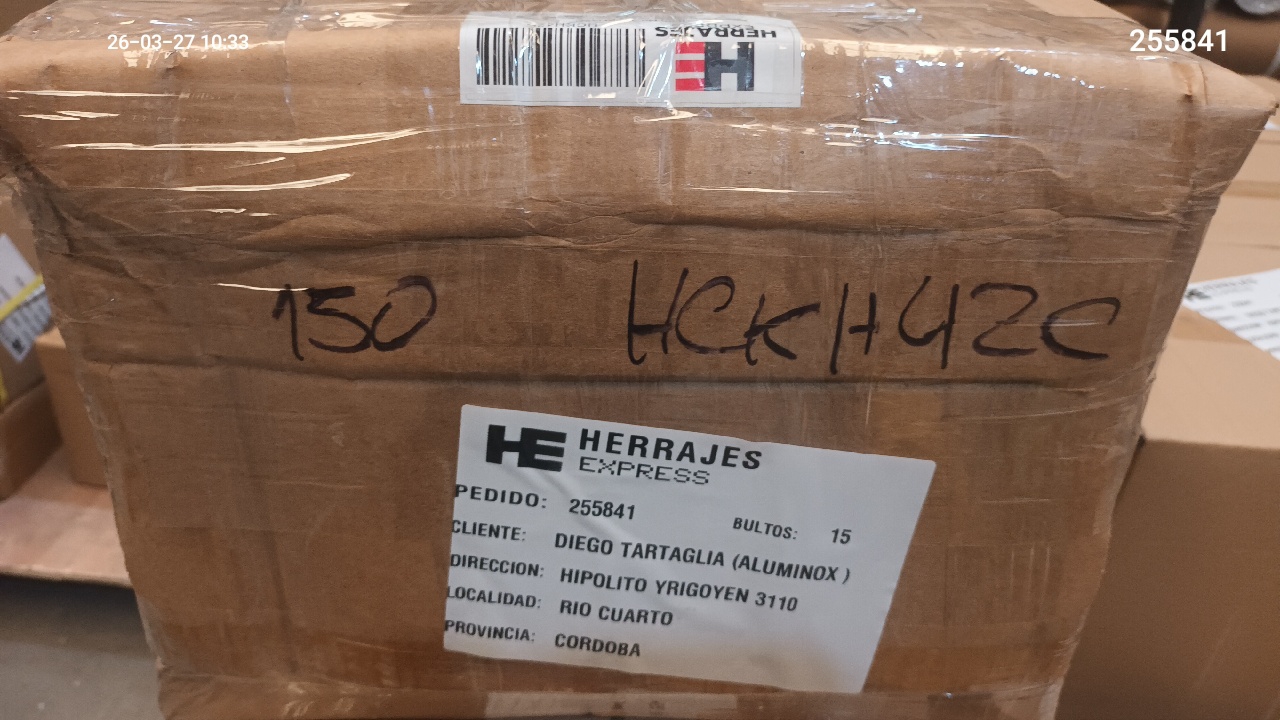 26-03-27 10:33
255841
HERRAJES
150 HCKH42C
HE HERRAJES
EXPRESS
PEDIDO: 255841 BULTOS: 15
CLIENTE: DIEGO TARTAGLIA (ALUMINOX )
DIRECCION: HIPOLITO YRIGOYEN 3110
LOCALIDAD: RIO CUARTO
PROVINCIA: CORDOBA